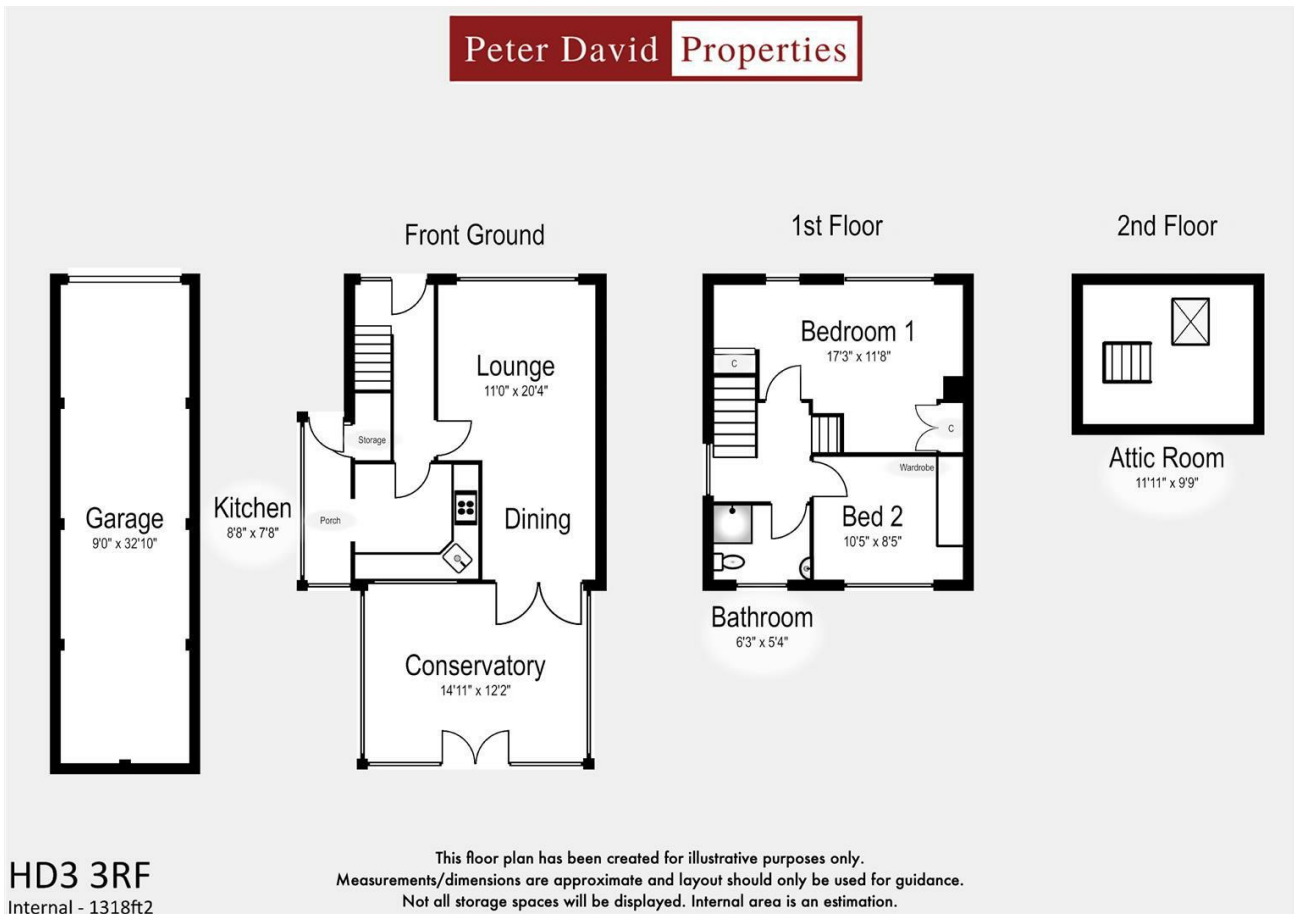 Peter David Properties
Front Ground
1st Floor
2nd Floor
Bedroom 1
17'3" x 11'8"
Lounge
11'0" x 20'4"
C
C
Storage
Attic Room
11'11" x 9'9"
Wardrobe
Kitchen
8'8" x 7'8"
Porch
Garage
9'0" x 32'10"
Dining
Bed 2
10'5" x 8'5"
Bathroom
6'3" x 5'4"
Conservatory
14'11" x 12'2"
HD3 3RF
Internal - 1318ft2
This floor plan has been created for illustrative purposes only.
Measurements/dimensions are approximate and layout should only be used for guidance.
Not all storage spaces will be displayed. Internal area is an estimation.